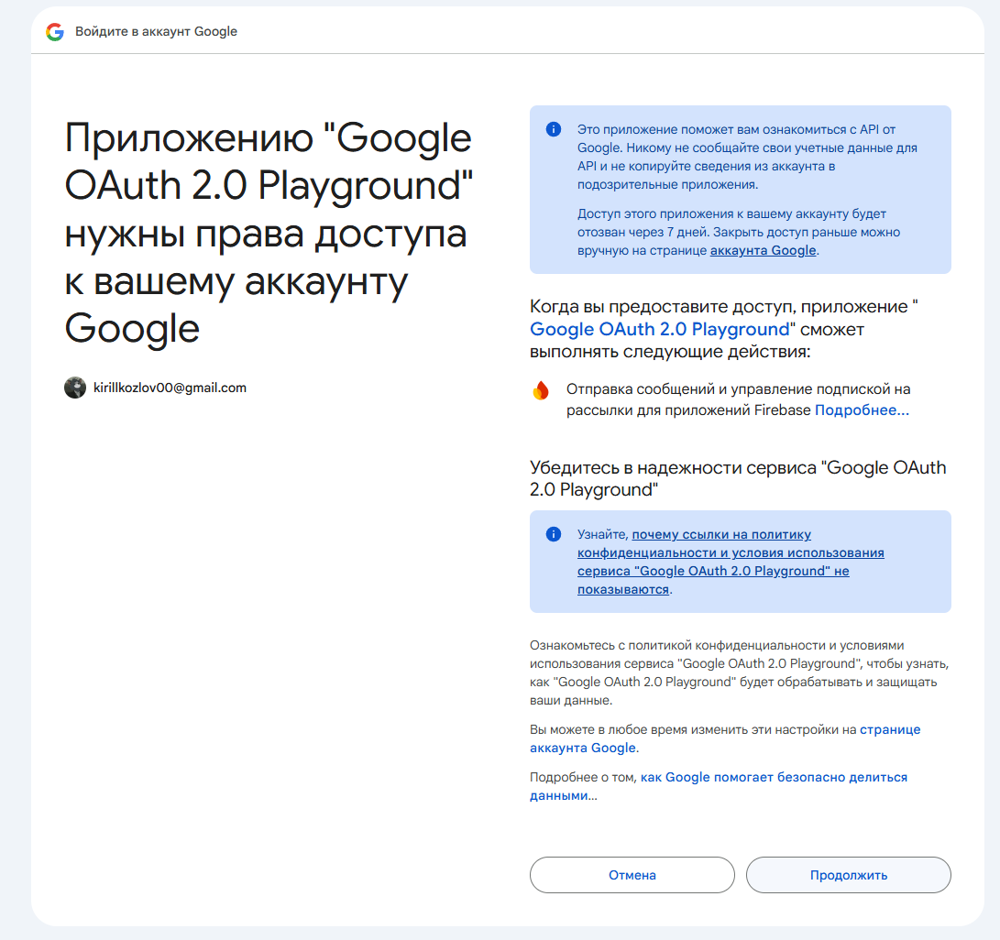 Войдите в аккаунт Google
Приложению "Google
OAuth 2.0 Playground"
нужны права доступа
к вашему аккаунту
Google
kirillkozlov00@gmail.com
Это приложение поможет вам ознакомиться с API от
Google. Никому не сообщайте свои учетные данные для
API и не копируйте сведения из аккаунта в
подозрительные приложения.
Доступ этого приложения к вашему аккаунту будет
отозван через 7 дней. Закрыть доступ раньше можно
вручную на странице аккаунта Google.
Когда вы предоставите доступ, приложение "
Google OAuth 2.0 Playground" сможет
выполнять следующие действия:
Отправка сообщений и управление подпиской на
рассылки для приложений Firebase Подробнее...
Убедитесь в надежности сервиса "Google OAuth
2.0 Playground"
Узнайте, почему ссылки на политику
конфиденциальности и условия использования
сервиса "Google OAuth 2.0 Playground" не
показываются.
Ознакомьтесь с политикой конфиденциальности и условиями
использования сервиса "Google OAuth 2.0 Playground", чтобы узнать,
как "Google OAuth 2.0 Playground" будет обрабатывать и защищать
ваши данные.
Вы можете в любое время изменить эти настройки на странице
аккаунта Google.
Подробнее о том, как Google помогает безопасно делиться
данными…
Отмена
Продолжить